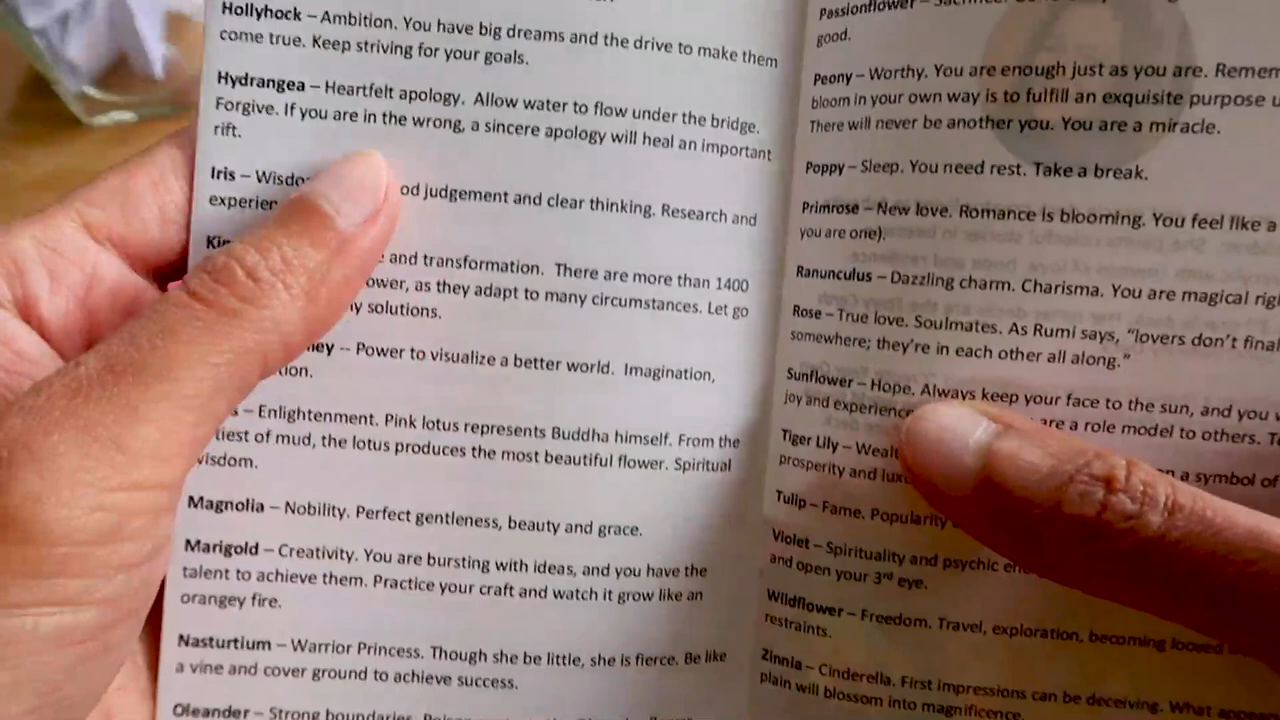 Hollyhock – Ambition. You have big dreams and the drive to make them
come true. Keep striving for your goals.
Hydrangea – Heartfelt apology. Allow water to flow under the bridge.
Forgive. If you are in the wrong, a sincere apology will heal an important
rift.
Iris – judgement and clear thinking. Research and
and transformation. There are more than 1400
as they adapt to many circumstances. Let go
solutions.
-- Power to visualize a better world. Imagination,
– Enlightenment. Pink lotus represents Buddha himself. From the
of mud, the lotus produces the most beautiful flower. Spiritual
wisdom.
Magnolia – Nobility. Perfect gentleness, beauty and grace.
Marigold – Creativity. You are bursting with ideas, and you have the
talent to achieve them. Practice your craft and watch it grow like an
orangey fire.
Nasturtium – Warrior Princess. Though she be little, she is fierce. Be like
a vine and cover ground to achieve success.
Oleander – Strong boundaries.
Passionflower –
good.
Peony – Worthy. You are enough just as you are.
bloom in your own way is to fulfill an exquisite purpose
There will never be another you. You are a miracle.
Poppy – Sleep. You need rest. Take a break.
Primrose – New love. Romance is blooming. You feel like a
you are one).
Ranunculus – Dazzling charm. Charisma. You are magical
Rose – True love. Soulmates. As Rumi says, "lovers don't
somewhere; they're in each other all along."
Sunflower – Hope. Always keep your face to the sun, and you
joy and experience are a role model to others.
Tiger Lily – a symbol of
prosperity and
Tulip – Fame. Popularity
Violet – Spirituality and psychic
and open your 3rd eye.
Wildflower – Freedom. Travel, exploration, becoming
restraints.
Zinnia – Cinderella. First impressions can be deceiving. What
plain will blossom into magnificence.